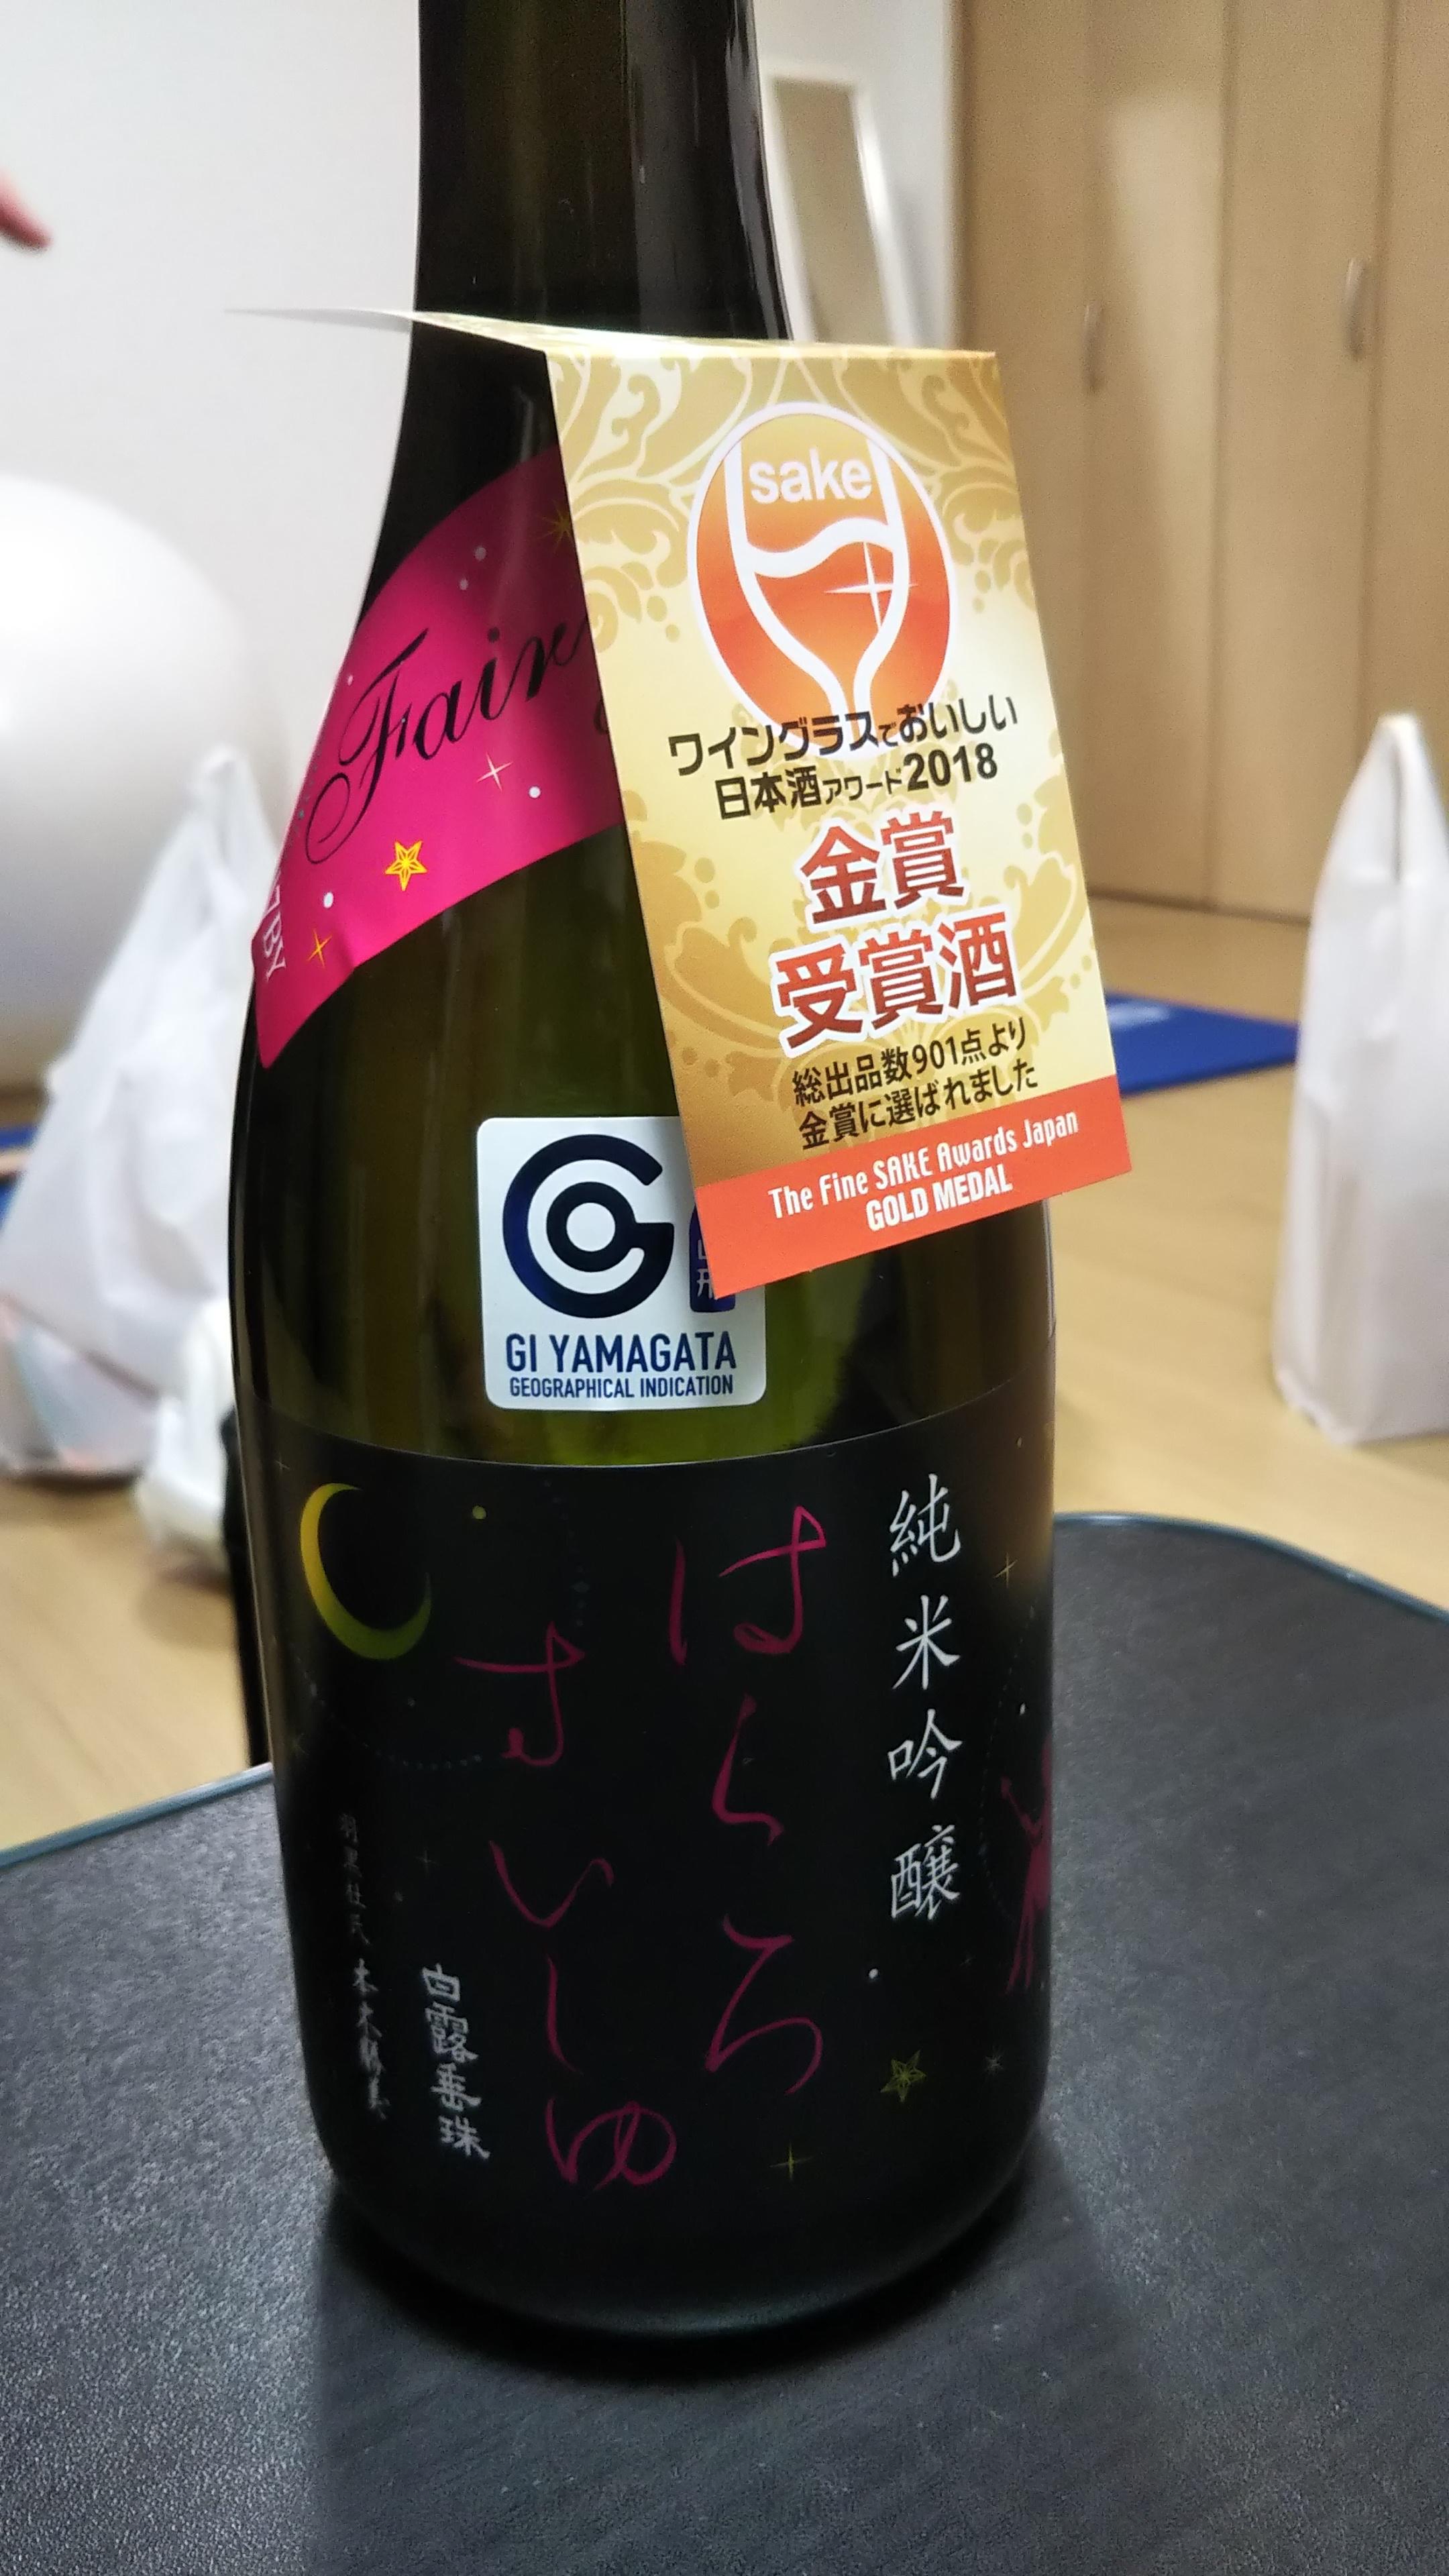 sake
ワイングラスでおいしい
日本酒アワード2018
金賞
受賞酒
総出品数901点より
金賞に選ばれました
The Fine SAKE Awards Japan
GOLD MEDAL
BY
GI YAMAGATA
GEOGRAPHICAL INDICATION
純米吟醸
はくろ
すいしゅ
白露垂珠